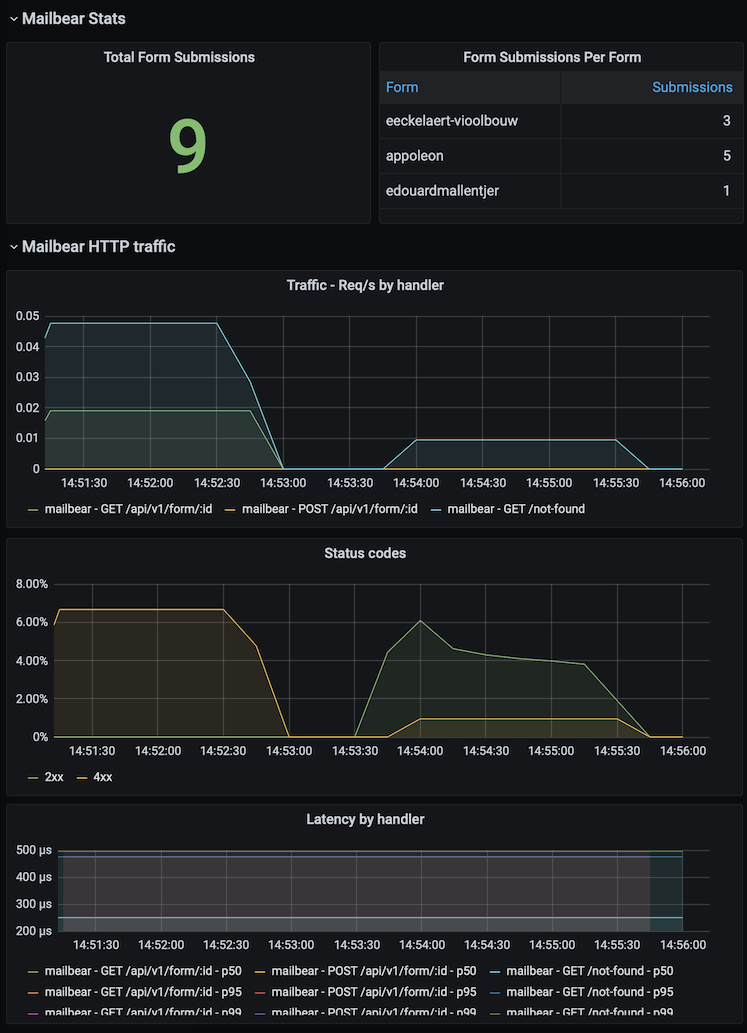 Mailbear Stats
Total Form Submissions
9
Form Submissions Per Form
Form Submissions
eeckelaert-vioolbouw 3
appoleon 5
edouardmallentjer 1
Mailbear HTTP traffic
Traffic - Req/s by handler
0.05
0.04
0.03
0.02
0.01
0
14:51:30 14:52:00 14:52:30 14:53:00 14:53:30 14:54:00 14:54:30 14:55:00 14:55:30 14:56:00
mailbear - GET /api/v1/form/:id mailbear - POST /api/v1/form/:id mailbear - GET /not-found
Status codes
8.00%
6.00%
4.00%
2.00%
0%
14:51:30 14:52:00 14:52:30 14:53:00 14:53:30 14:54:00 14:54:30 14:55:00 14:55:30 14:56:00
2xx 4xx
Latency by handler
500 µs
400 µs
300 µs
200 µs
14:51:30 14:52:00 14:52:30 14:53:00 14:53:30 14:54:00 14:54:30 14:55:00 14:55:30 14:56:00
mailbear - GET /api/v1/form/:id - p50 mailbear - POST /api/v1/form/:id - p50 mailbear - GET /not-found - p50
mailbear - GET /api/v1/form/:id - p95 mailbear - POST /api/v1/form/:id - p95 mailbear - GET /not-found - p95
mailbear - GET /api/v1/form/:id - p99 mailbear - POST /api/v1/form/:id - p99 mailbear - GET /not-found - p99